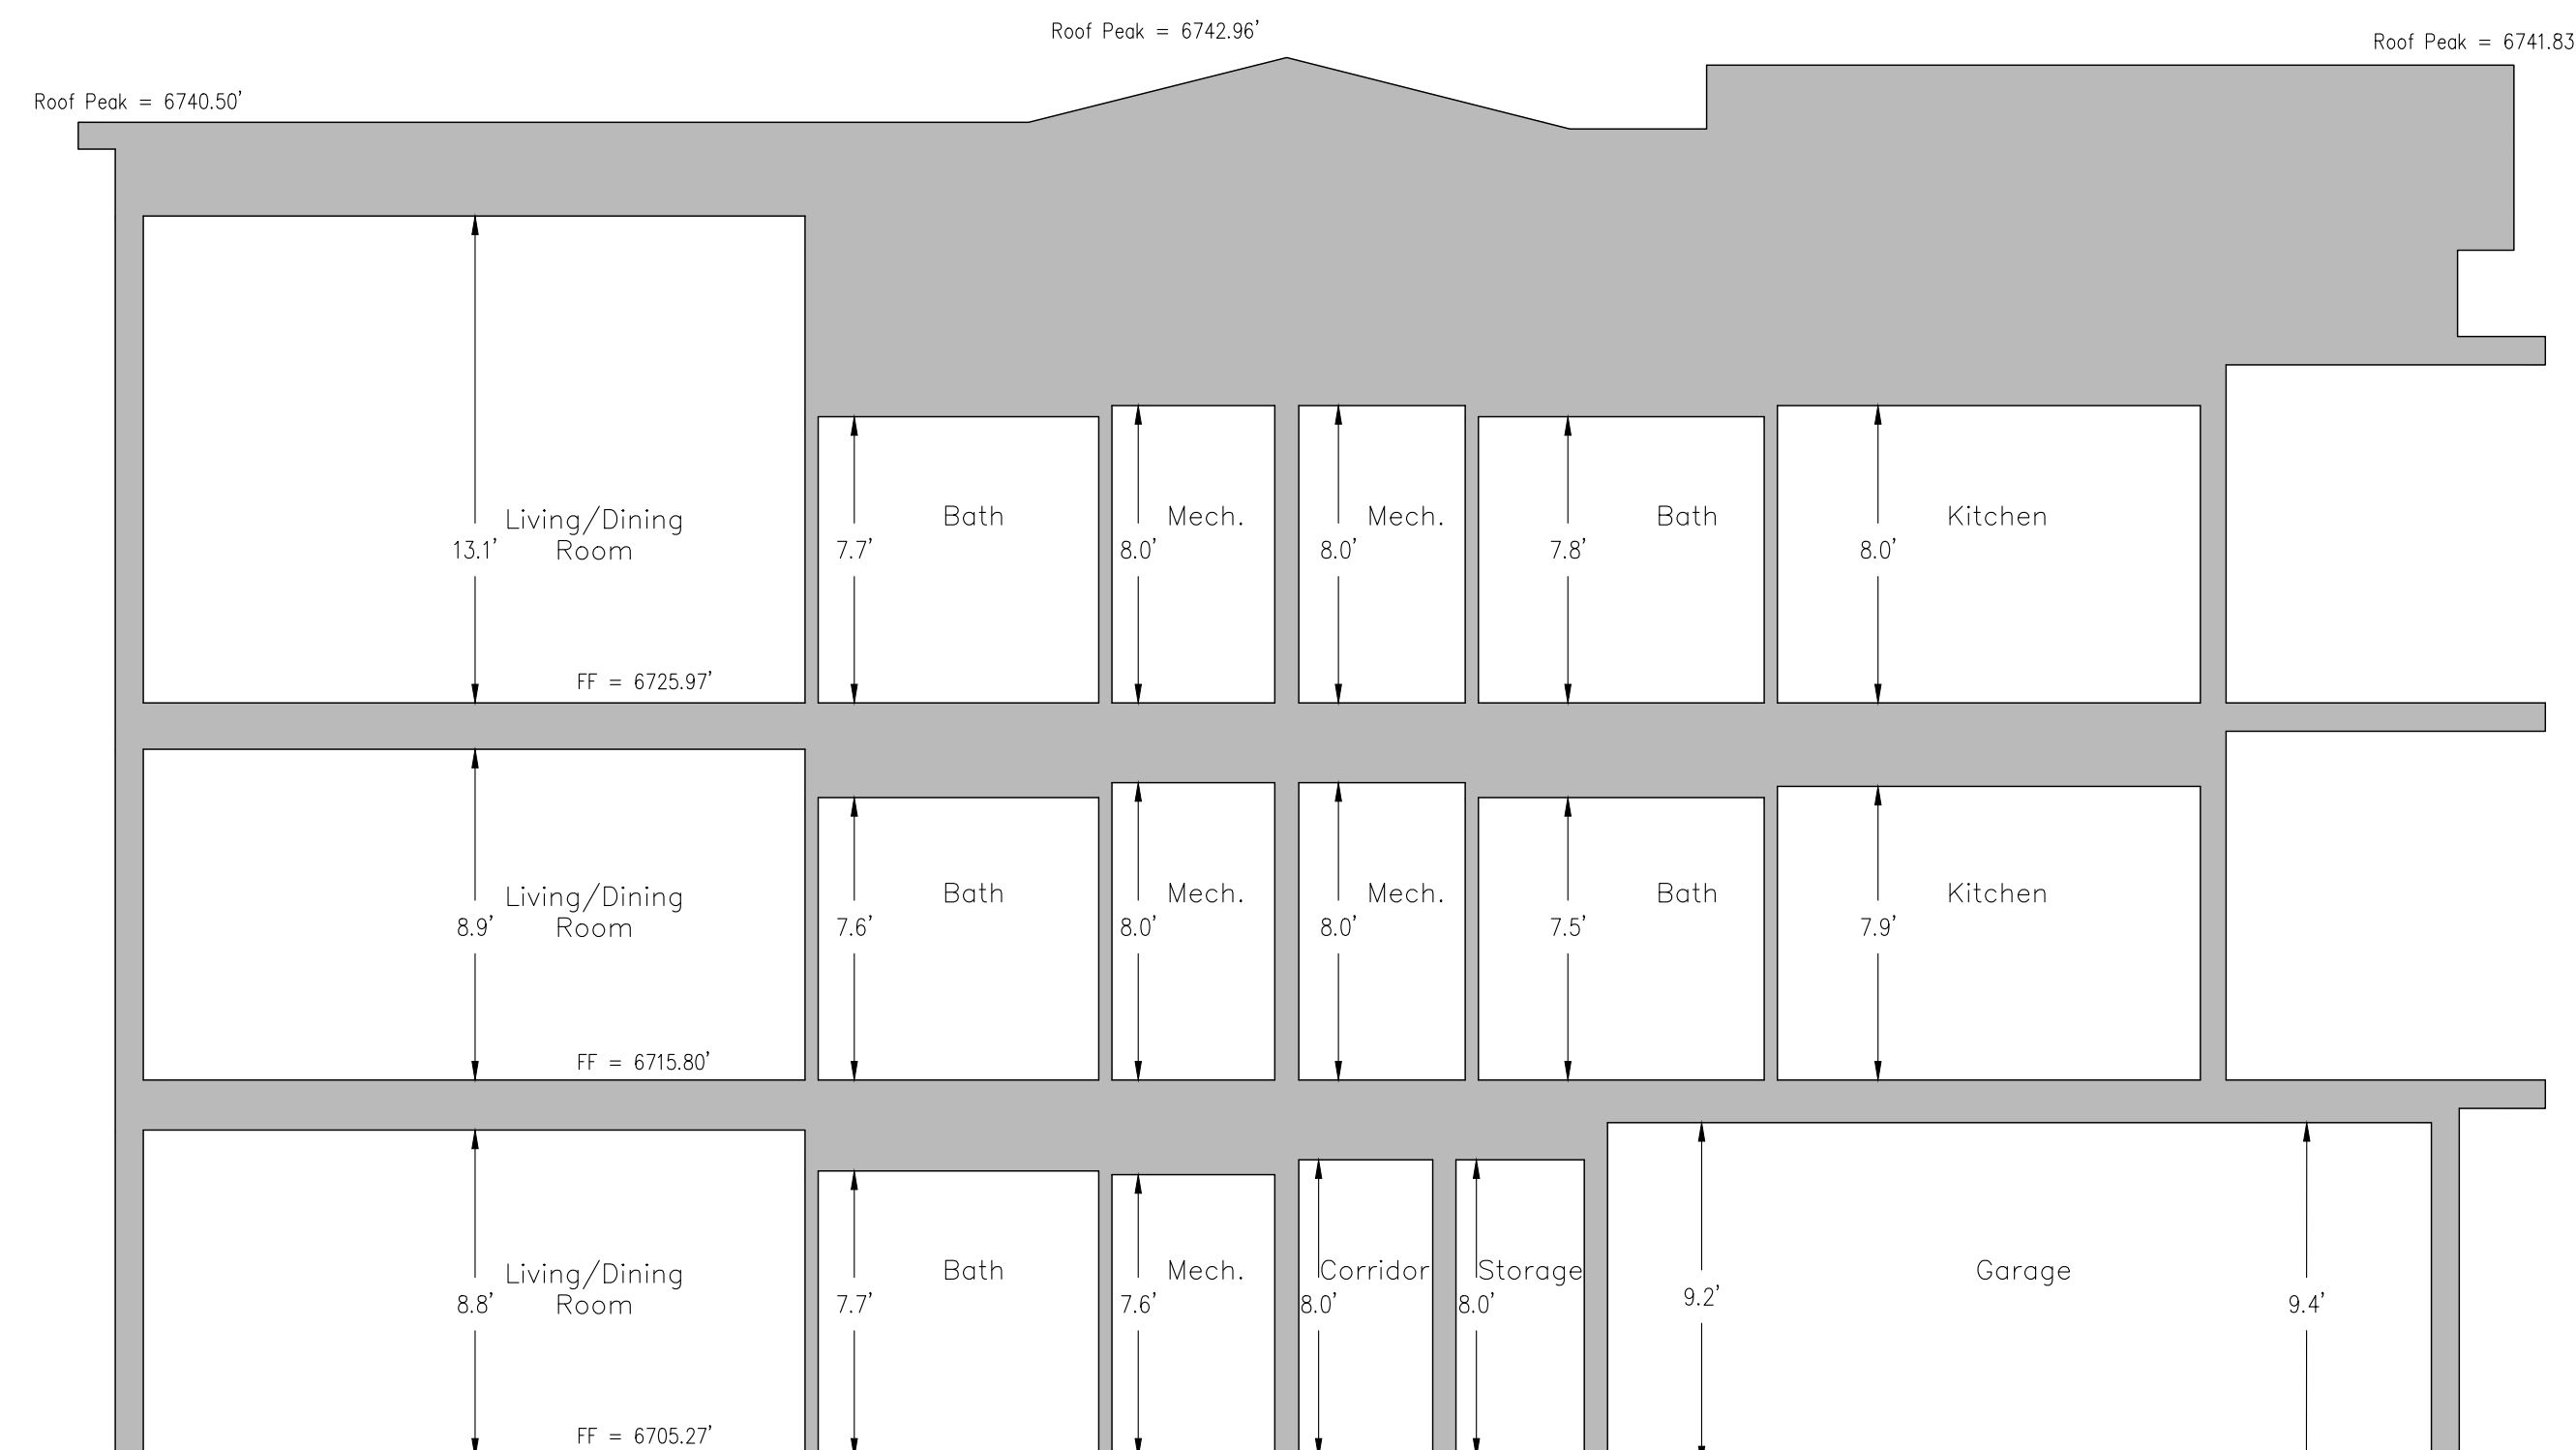 Roof Peak = 6742.96'
Roof Peak = 6741.83
Roof Peak = 6740.50'
Living/Dining
Room
13.1'
FF = 6725.97'
Bath
7.7'
Mech.
8.0'
Mech.
8.0'
Bath
7.8'
Kitchen
8.0'
Living/Dining
Room
8.9'
FF = 6715.80'
Bath
7.6'
Mech.
8.0'
Mech.
8.0'
Bath
7.5'
Kitchen
7.9'
Living/Dining
Room
8.8'
FF = 6705.27'
Bath
7.7'
Mech.
7.6'
Corridor
8.0'
Storage
8.0'
9.2'
Garage
9.4'